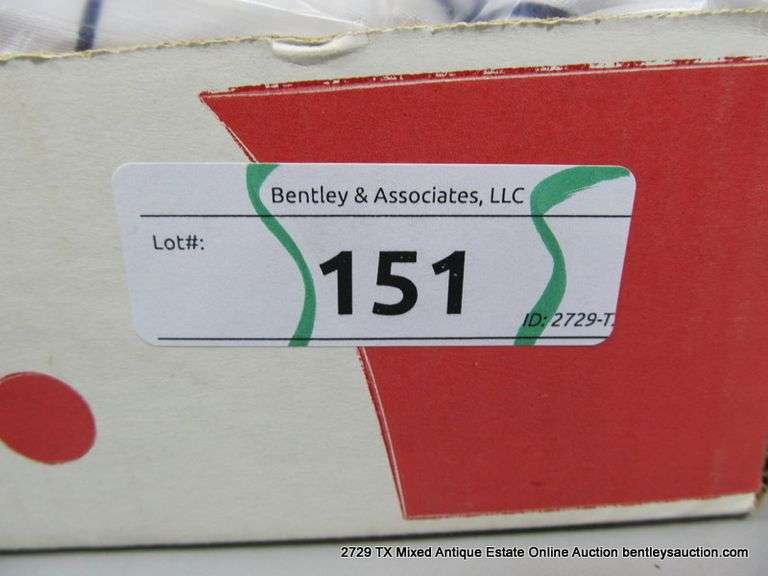 Bentley & Associates, LLC
Lot#:
151
ID: 2729-T
2729 TX Mixed Antique Estate Online Auction bentleysauction.com